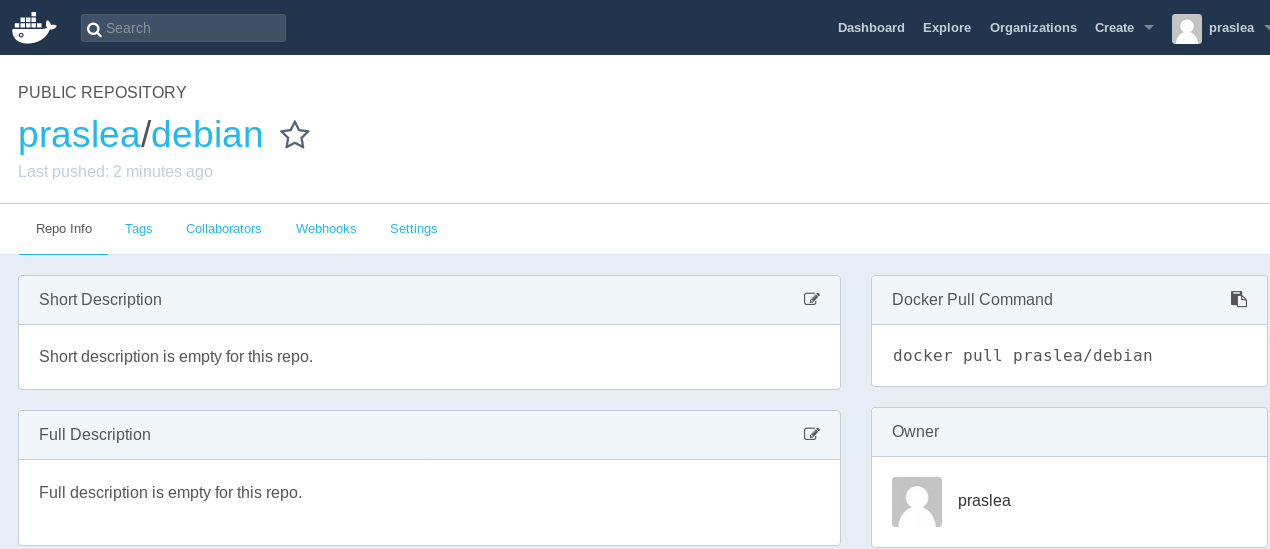 Search
Dashboard Explore Organizations Create praslea
PUBLIC REPOSITORY
praslea/debian
Last pushed: 2 minutes ago
Repo Info Tags Collaborators Webhooks Settings
Short Description
Short description is empty for this repo.
Full Description
Full description is empty for this repo.
Docker Pull Command
docker pull praslea/debian
Owner
praslea